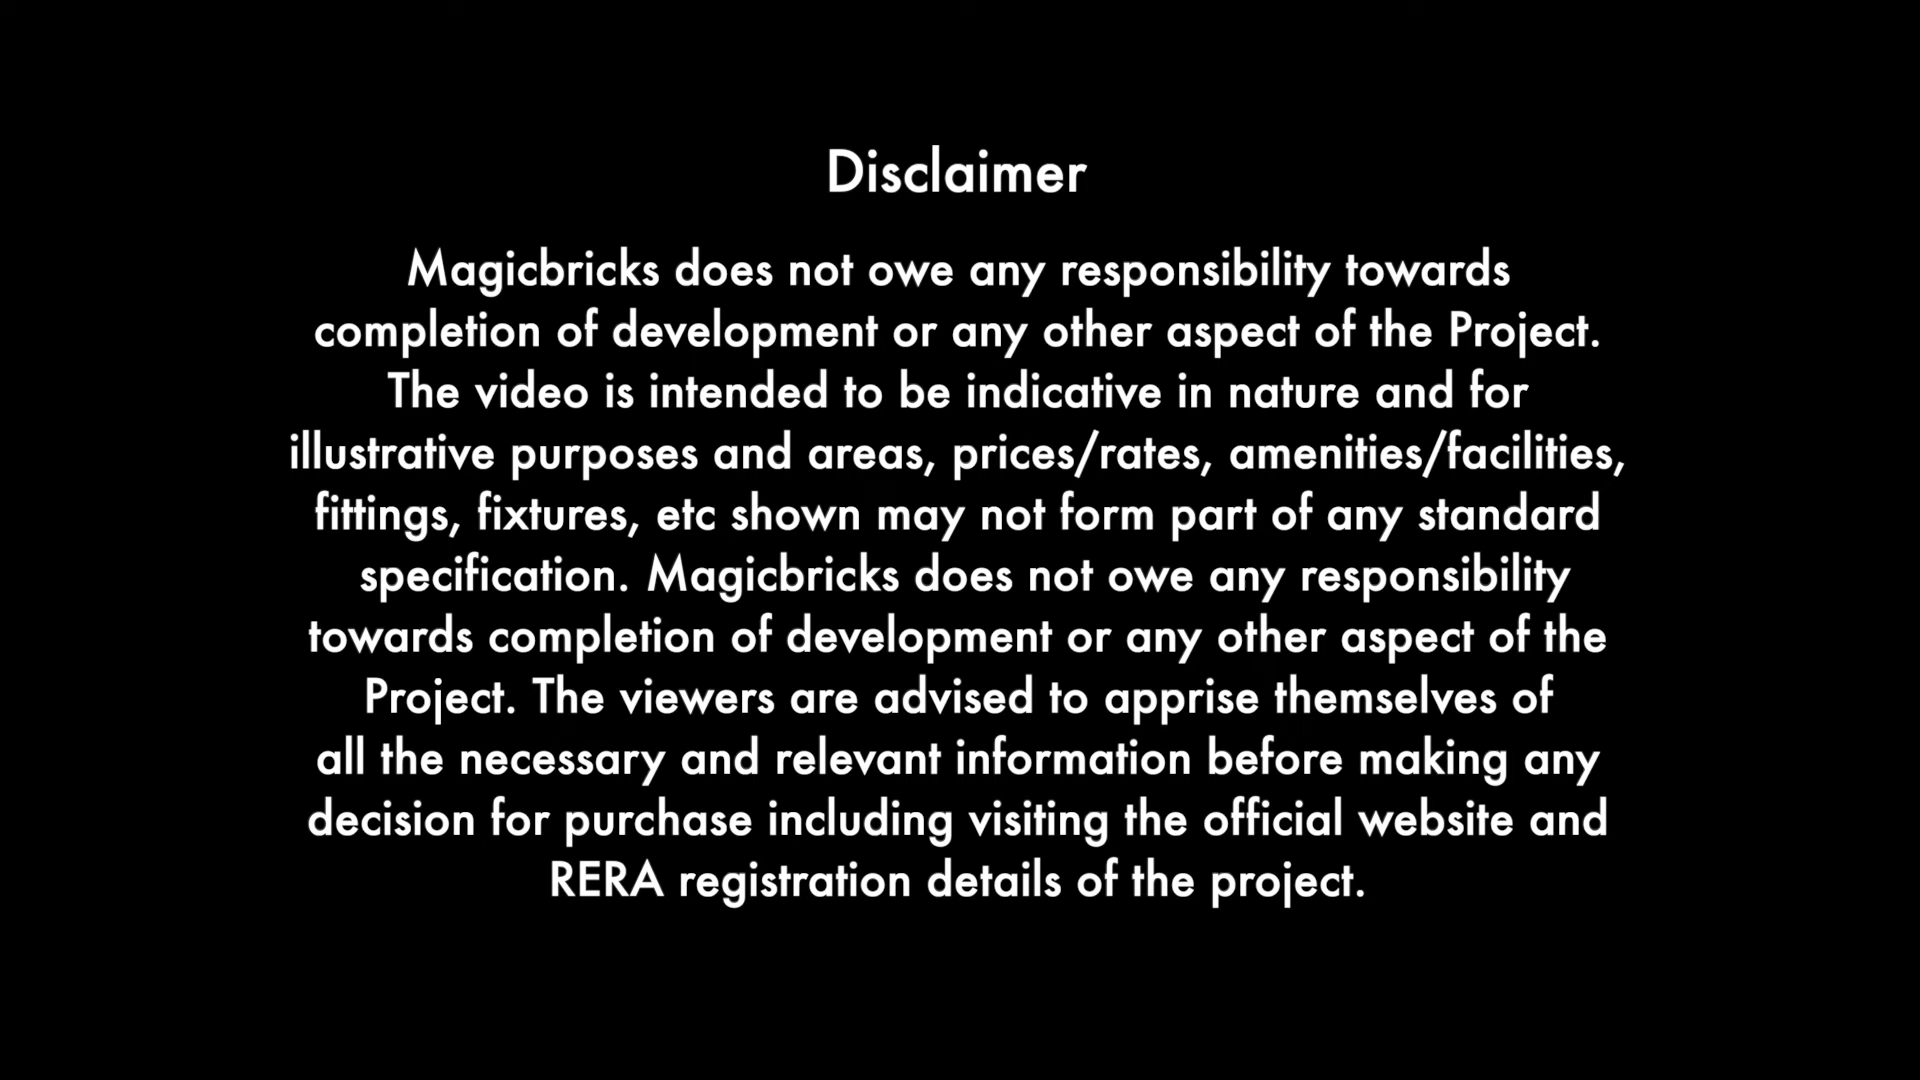 Disclaimer
Magicbricks does not owe any responsibility towards
completion of development or any other aspect of the Project.
The video is intended to be indicative in nature and for
illustrative purposes and areas, prices/rates, amenities/facilities,
fittings, fixtures, etc shown may not form part of any standard
specification. Magicbricks does not owe any responsibility
towards completion of development or any other aspect of the
Project. The viewers are advised to apprise themselves of
all the necessary and relevant information before making any
decision for purchase including visiting the official website and
RERA registration details of the project.